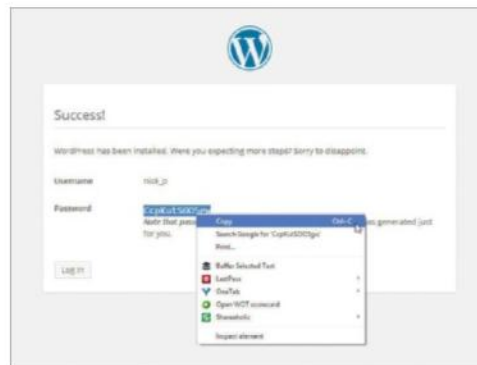 Success!
WordPress has been installed. Were you expecting more steps? Sorry to disappoint.
Username nick_p
Password
Note that pass
Copy Ctrl+C
generated just
for you.
Search Google for
Print...
Buffer Selected Text
LastPass
OneTab
Open WOT scorecard
Shareaholic
Log In
Inspect element